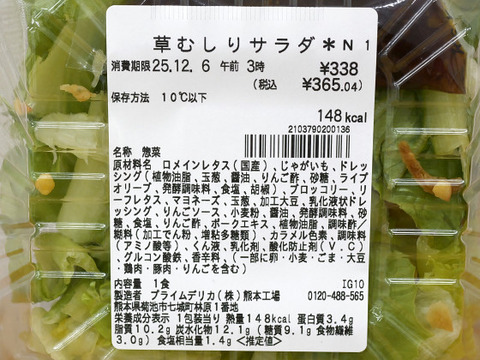 草むしりサラダ*N 1
消費期限25.12. 6 午前 3時
¥338
(税込 ¥365.04)
保存方法 10℃以下
148kcal
2103790200136
名称 惣菜
原材料名 ロメインレタス(国産)、じゃがいも、ドレッ
シング(植物油脂、玉葱、醤油、りんご酢、砂糖、ライプ
オリーブ、発酵調味料、食塩、胡椒)、ブロッコリー、リ
ーフレタス、マヨネーズ、玉葱、加工大豆、乳化液状ドレ
ッシング、りんごソース、小麦粉、醤油、発酵調味料、砂
糖、食塩、りんご酢、ポークエキス、植物油脂、調味酢/
糊料(加工でん粉、増粘多糖類)、カラメル色素、調味料
(アミノ酸等)、くん液、乳化剤、酸化防止剤(V.C)
、グルコン酸鉄、香辛料、(一部に卵・小麦・ごま・大豆
・鶏肉・豚肉・りんごを含む)
内容量 1食 IG10
製造者 プライムデリカ(株)熊本工場 0120-488-565
熊本県菊池市七城町林原1番地
栄養成分表示 1包装当り 熱量148kcal 蛋白質3.4g
脂質10.2g 炭水化物12.1g(糖質9.1g 食物繊維
3.0g) 食塩相当量1.4g <推定値>